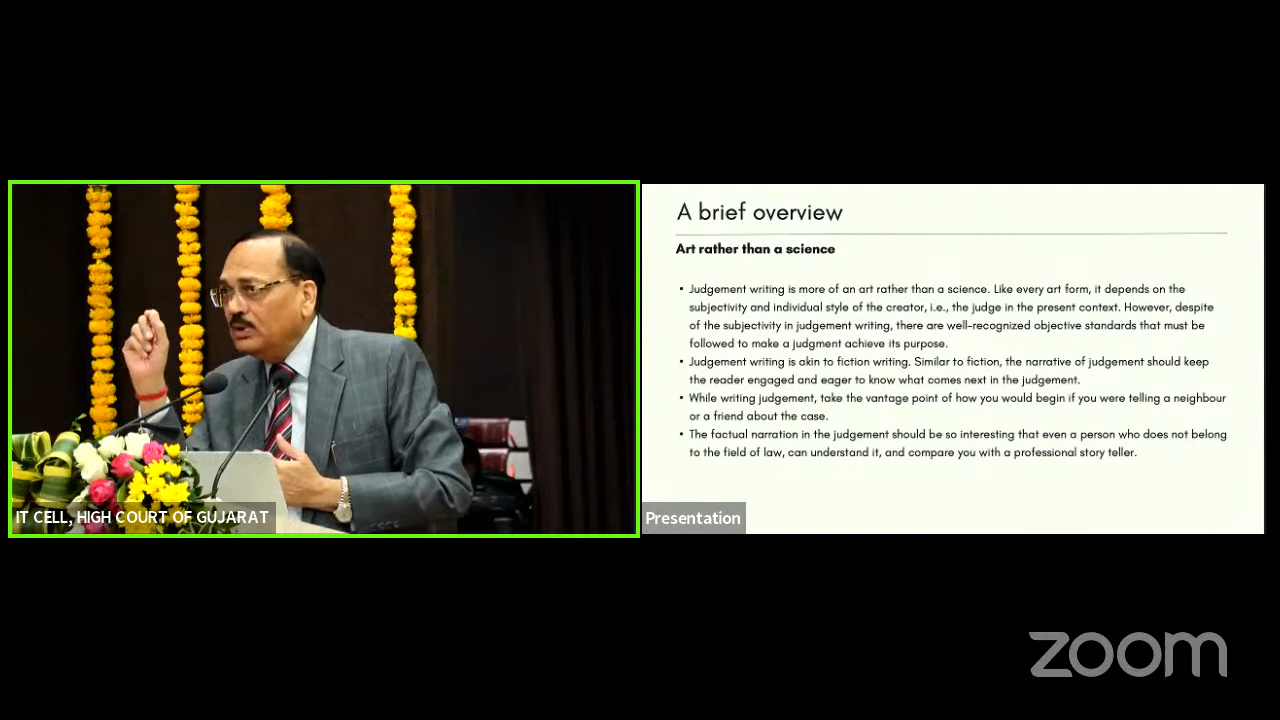 IT CELL, HIGH COURT OF GUJARAT
A brief overview
Art rather than a science
• Judgement writing is more of an art rather than a science. Like every art form, it depends on the
subjectivity and individual style of the creator, i.e., the judge in the present context. However, despite
of the subjectivity in judgement writing, there are well-recognized objective standards that must be
followed to make a judgment achieve its purpose.
• Judgement writing is akin to fiction writing. Similar to fiction, the narrative of judgement should keep
the reader engaged and eager to know what comes next in the judgement.
• While writing judgement, take the vantage point of how you would begin if you were telling a neighbour
or a friend about the case.
• The factual narration in the judgement should be so interesting that even a person who does not belong
to the field of law, can understand it, and compare you with a professional story teller.
Presentation
zoom